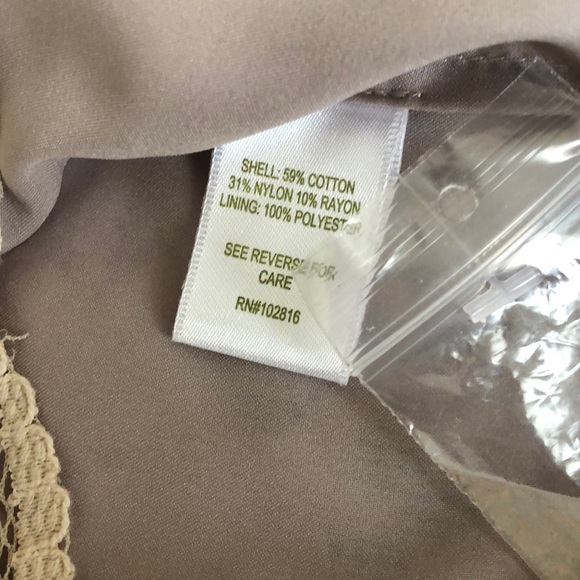 SHELL: 59% COTTON
31% NYLON 10% RAYON
LINING: 100% POLYESTER
SEE REVERSE FOR
CARE
RN#102816